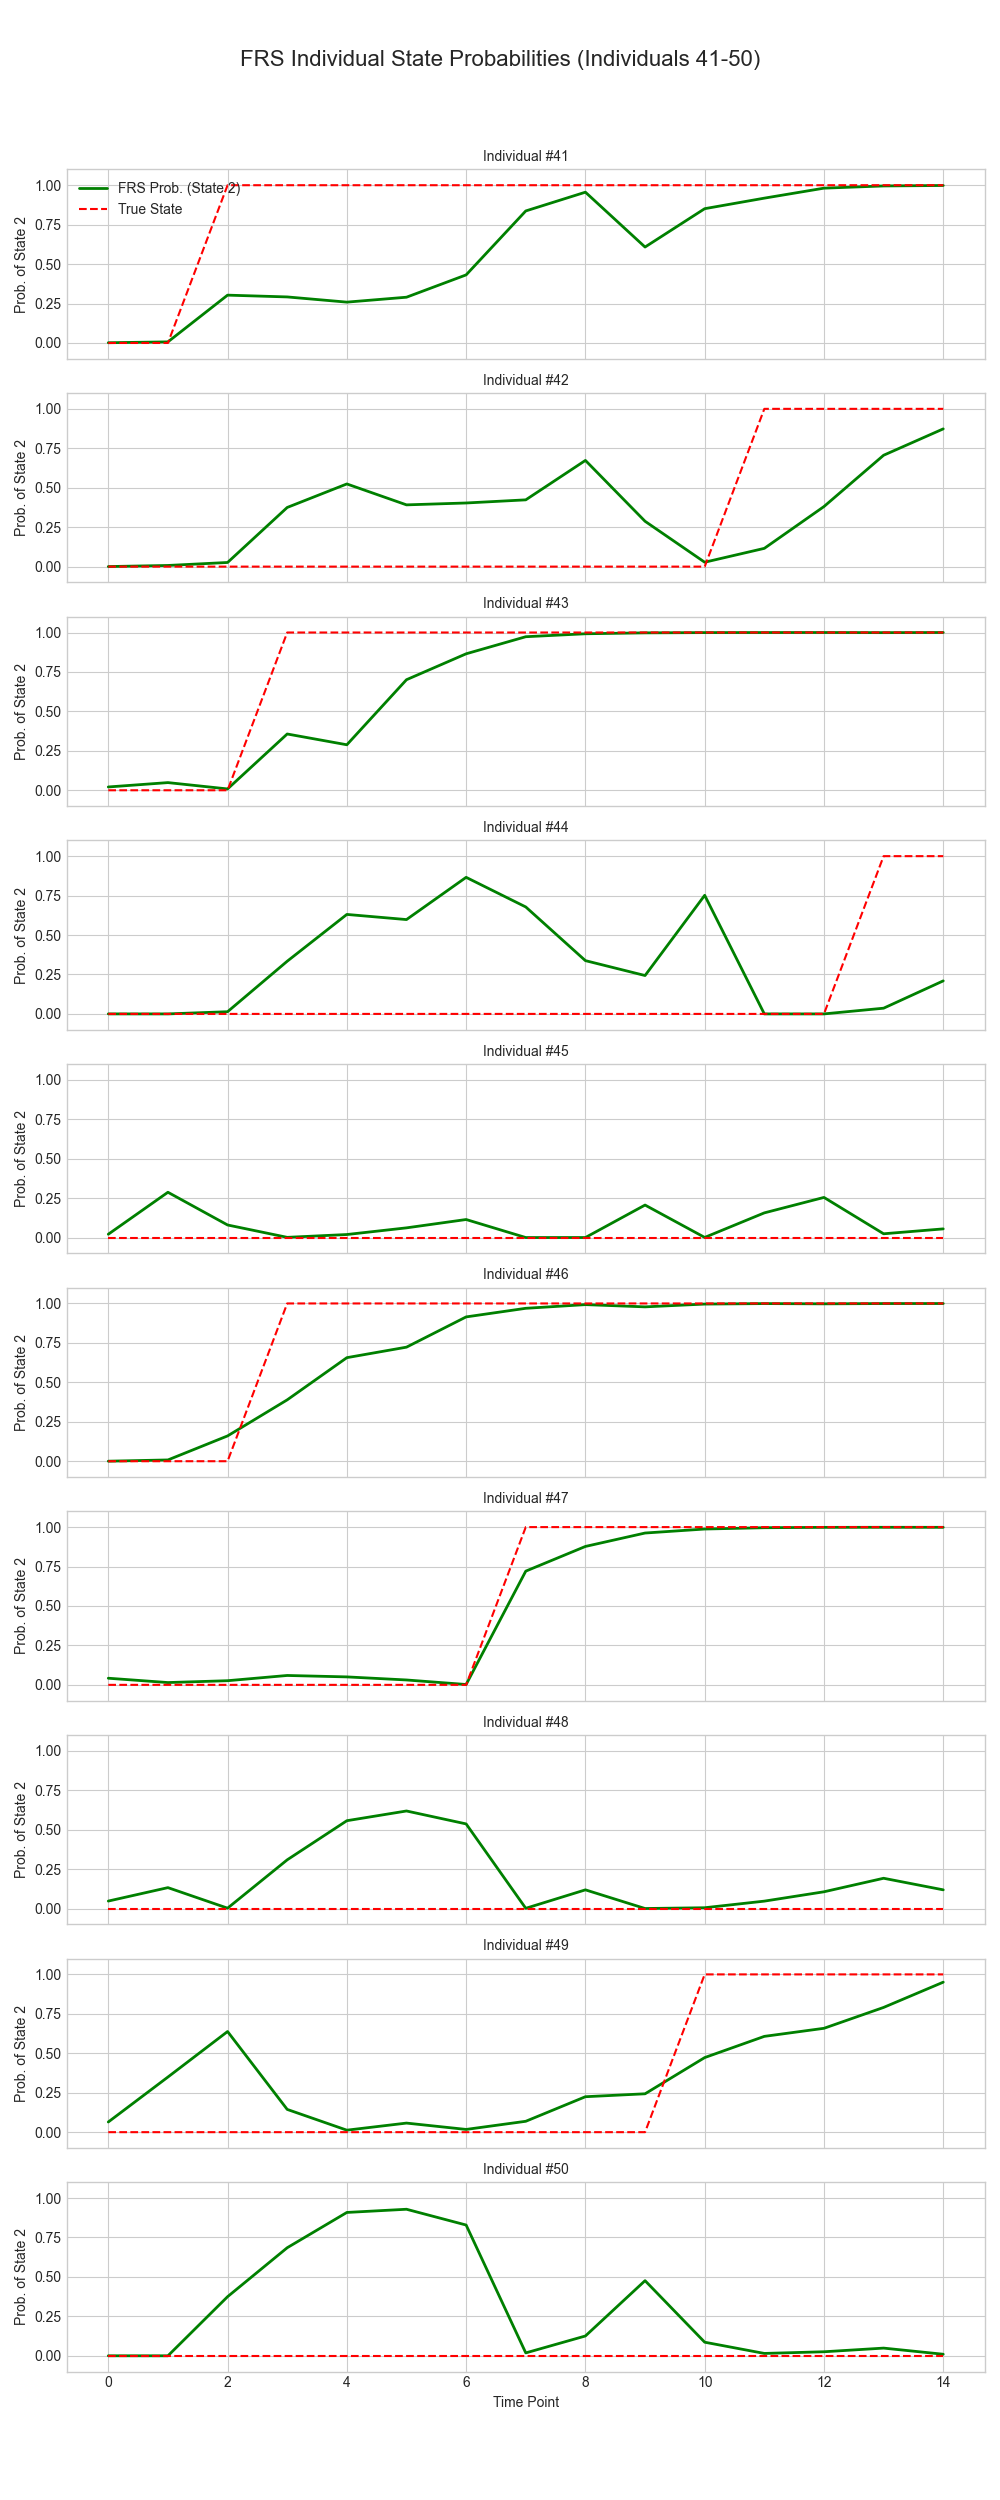 FRS Individual State Probabilities (Individuals 41-50)
Individual #41
FRS Prob. (State 2)
True State
Prob. of State 2
1.00
0.75
0.50
0.25
0.00
Individual #42
Prob. of State 2
1.00
0.75
0.50
0.25
0.00
Individual #43
Prob. of State 2
1.00
0.75
0.50
0.25
0.00
Individual #44
Prob. of State 2
1.00
0.75
0.50
0.25
0.00
Individual #45
Prob. of State 2
1.00
0.75
0.50
0.25
0.00
Individual #46
Prob. of State 2
1.00
0.75
0.50
0.25
0.00
Individual #47
Prob. of State 2
1.00
0.75
0.50
0.25
0.00
Individual #48
Prob. of State 2
1.00
0.75
0.50
0.25
0.00
Individual #49
Prob. of State 2
1.00
0.75
0.50
0.25
0.00
Individual #50
Prob. of State 2
1.00
0.75
0.50
0.25
0.00
0 2 4 6 8 10 12 14
Time Point